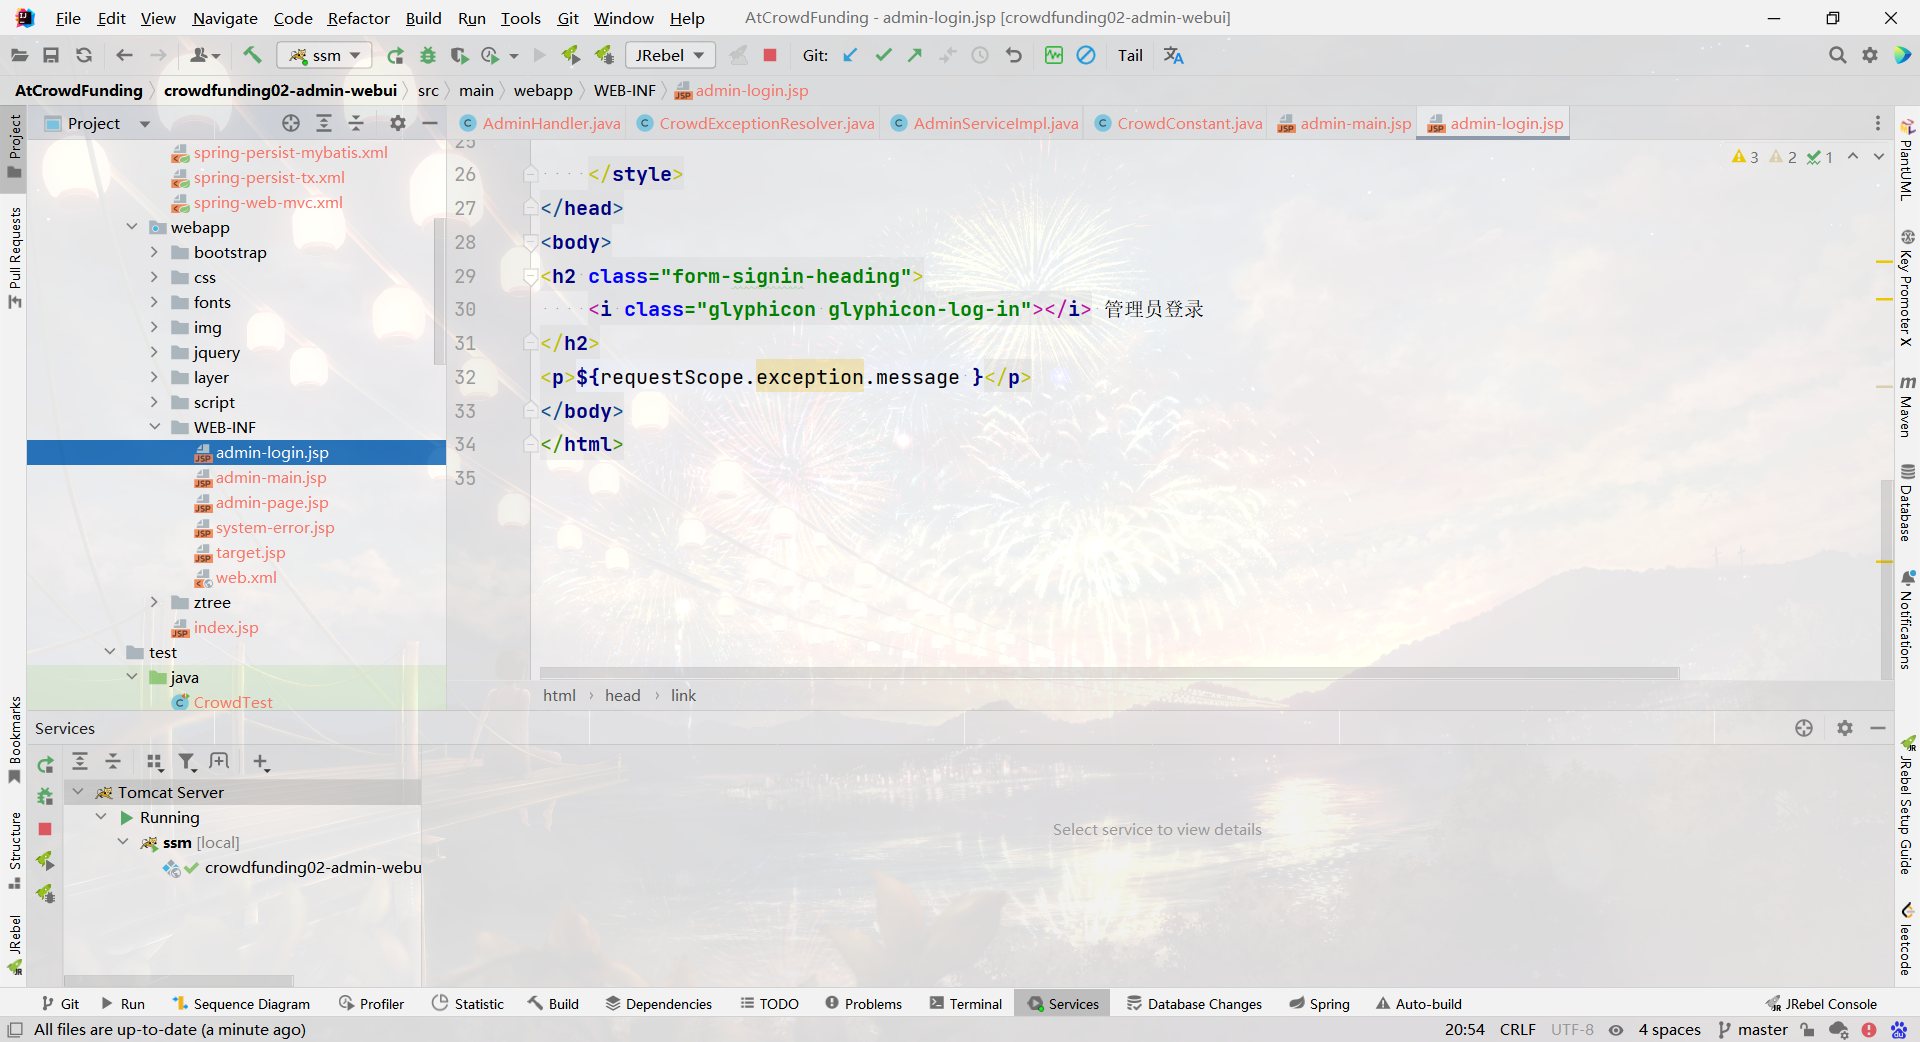 File Edit View Navigate Code Refactor Build Run Tools Git Window Help AtCrowdFunding - admin-login.jsp [crowdfunding02-admin-webui]
ssm JRebel Git: Tail
AtCrowdFunding crowdfunding02-admin-webui src main webapp WEB-INF admin-login.jsp
Project
AdminHandler.java CrowdExceptionResolver.java AdminServiceImpl.java CrowdConstant.java admin-main.jsp admin-login.jsp
3 2 1
spring-persist-mybatis.xml
spring-persist-tx.xml
spring-web-mvc.xml
webapp
bootstrap
css
fonts
img
jquery
layer
script
WEB-INF
admin-login.jsp
admin-main.jsp
admin-page.jsp
system-error.jsp
target.jsp
web.xml
ztree
index.jsp
test
java
CrowdTest
25
26 </style>
27 </head>
28 <body>
29 <h2 class="form-signin-heading">
30 <i class="glyphicon glyphicon-log-in"></i> 管理员登录
31 </h2>
32 <p>${requestScope.exception.message }</p>
33 </body>
34 </html>
35
html › head › link
Project
Pull Requests
Bookmarks
Structure
JRebel
PlantUML
Key Promoter X
Maven
Database
Notifications
JRebel Setup Guide
leetcode
Services
Tomcat Server
Running
ssm [local]
crowdfunding02-admin-webu
Select service to view details
Git Run Sequence Diagram Profiler Statistic Build Dependencies TODO Problems Terminal Services Database Changes Spring Auto-build JRebel Console
All files are up-to-date (a minute ago) 20:54 CRLF UTF-8 4 spaces master